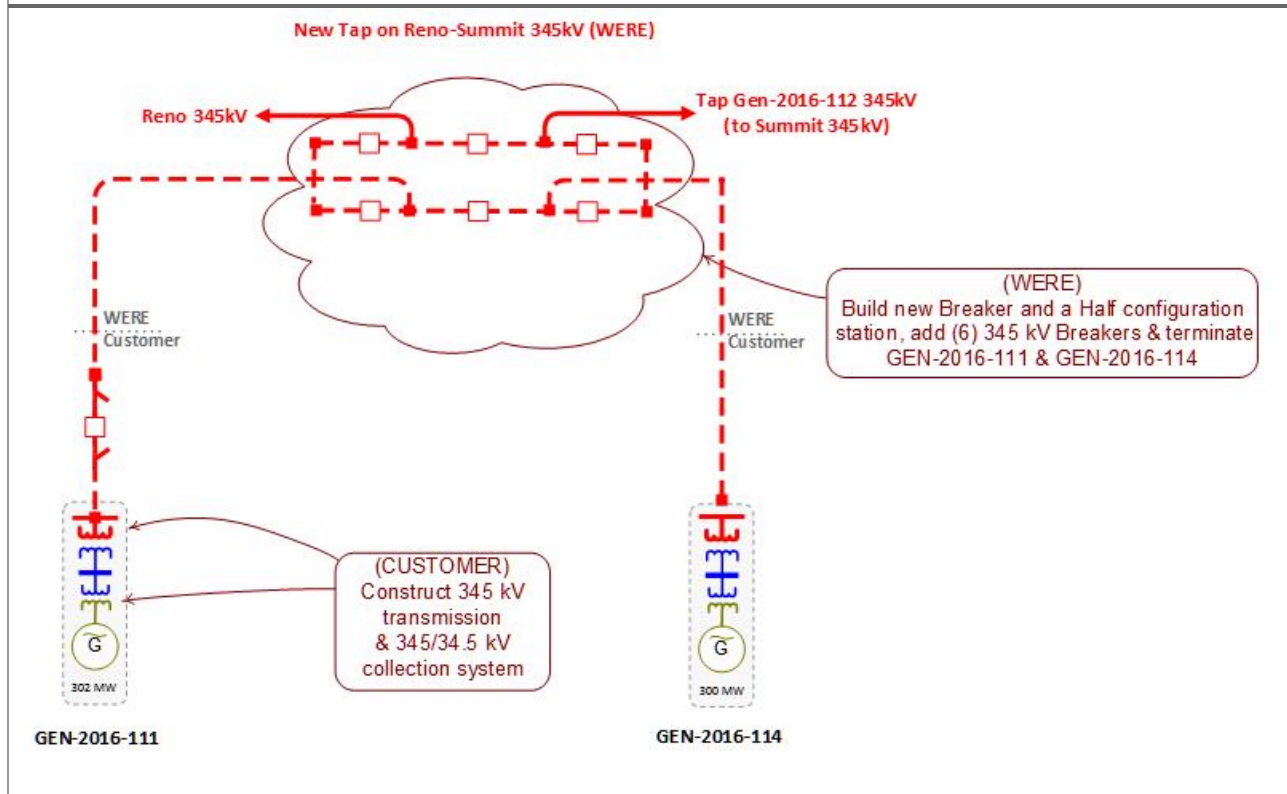 New Tap on Reno-Summit 345kV (WERE)
Reno 345kV
Tap Gen-2016-112 345kV
(to Summit 345kV)
WERE
Customer
WERE
Customer
(WERE)
Build new Breaker and a Half configuration
station, add (6) 345 kV Breakers & terminate
GEN-2016-111 & GEN-2016-114
(CUSTOMER)
Construct 345 kV
transmission
& 345/34.5 kV
collection system
G
302 MW
GEN-2016-111
G
300 MW
GEN-2016-114